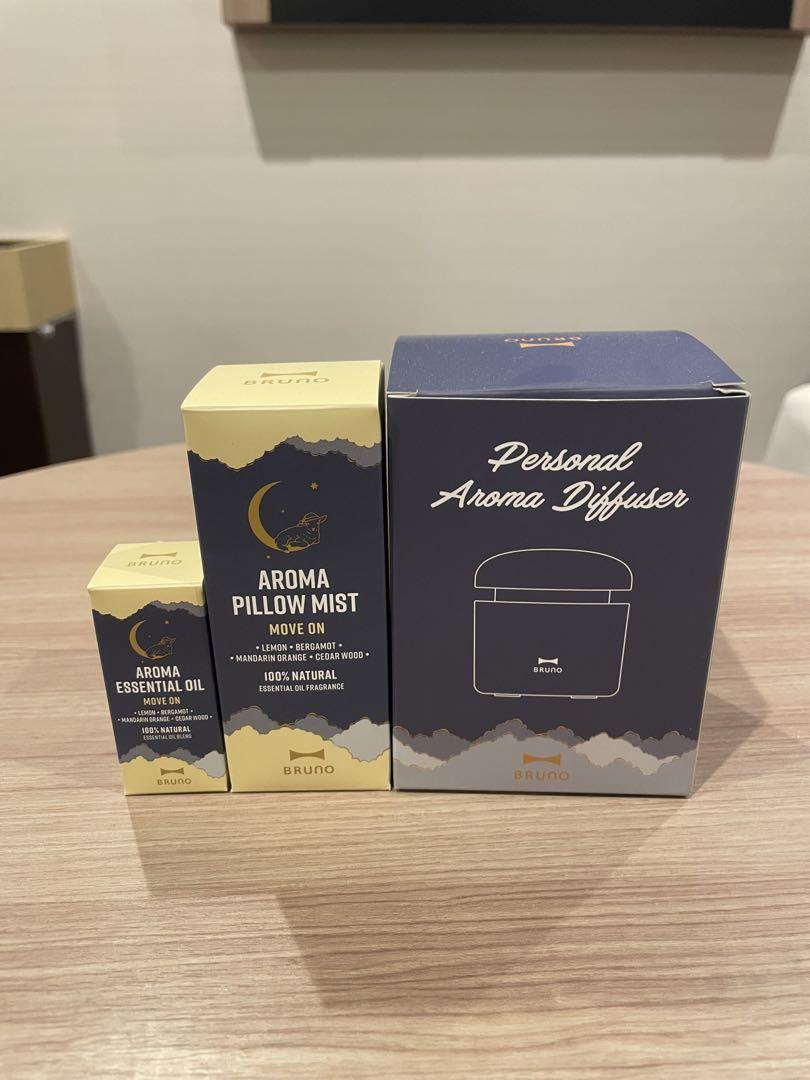 BRUNO
AROMA
ESSENTIAL OIL
MOVE ON
• LEMON • BERGAMOT •
• MANDARIN ORANGE • CEDAR WOOD •
100% NATURAL
ESSENTIAL OIL BLEND
BRUNO
BRUNO
AROMA
PILLOW MIST
MOVE ON
• LEMON • BERGAMOT •
• MANDARIN ORANGE • CEDAR WOOD •
100% NATURAL
ESSENTIAL OIL FRAGRANCE
BRUNO
BRUNO
Personal
Aroma Diffuser
BRUNO
BRUNO